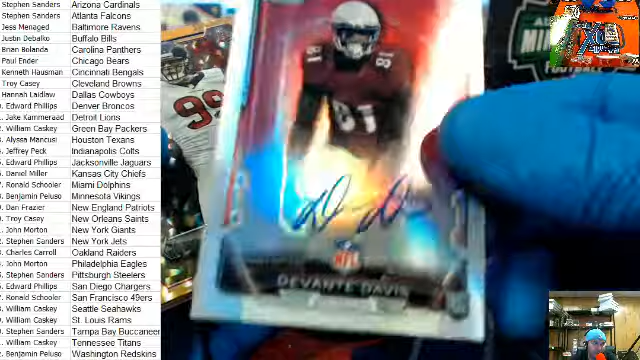 Stephen Sanders Arizona Cardinals
Stephen Sanders Atlanta Falcons
Jess Menaged Baltimore Ravens
Justin Debalko Buffalo Bills
Brian Bolanda Carolina Panthers
Paul Ender Chicago Bears
Kenneth Hausman Cincinnati Bengals
Troy Casey Cleveland Browns
Hannah Laidlaw Dallas Cowboys
Edward Phillips Denver Broncos
Jake Kammeraad Detroit Lions
William Caskey Green Bay Packers
Alyssa Mancusi Houston Texans
Jeffrey Peck Indianapolis Colts
Edward Phillips Jacksonville Jaguars
Daniel Miller Kansas City Chiefs
Ronald Schooler Miami Dolphins
Benjamin Peluso Minnesota Vikings
Dan Frazier New England Patriots
Troy Casey New Orleans Saints
John Morton New York Giants
Stephen Sanders New York Jets
Charles Carroll Oakland Raiders
John Morton Philadelphia Eagles
Stephen Sanders Pittsburgh Steelers
Edward Phillips San Diego Chargers
Ronald Schooler San Francisco 49ers
William Caskey Seattle Seahawks
William Caskey St. Louis Rams
Stephen Sanders Tampa Bay Buccaneer
William Caskey Tennessee Titans
Benjamin Peluso Washington Redskins
99
81 81
81
NFL
DEVANTE DAVIS
FOOTBALL